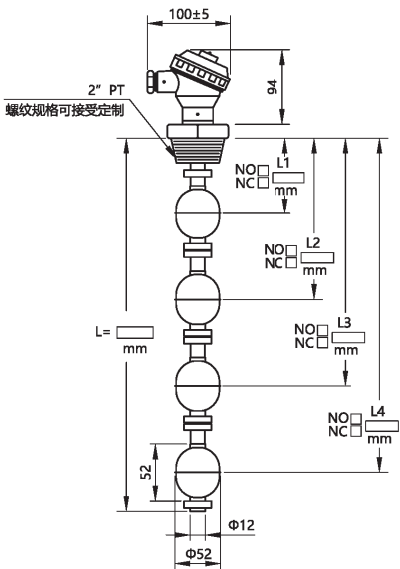 100±5
94
2" PT
螺纹规格可接受定制
NO□ L1
NC□ mm
NO□ L2
NC□ mm
NO□ L3
NC□ mm
L=
mm
NO□ L4
NC□ mm
52
Φ12
Φ52